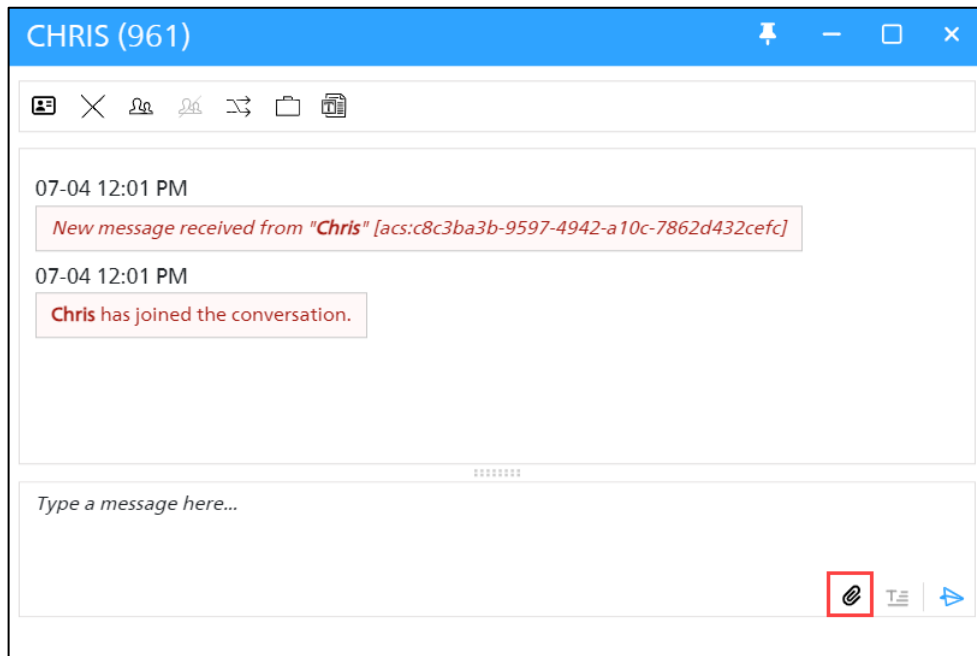 CHRIS (961)
07-04 12:01 PM
New message received from "Chris" [acs:c8c3ba3b-9597-4942-a10c-7862d432cefc]
07-04 12:01 PM
Chris has joined the conversation.
Type a message here...